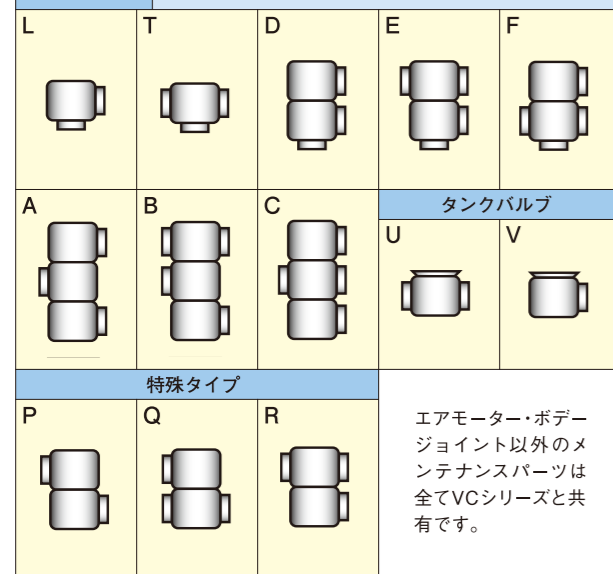 L T D E F
A B C タンクバルブ
U V
特殊タイプ
P Q R
エアモーター・ボデー
ジョイント以外のメ
ンテナンスパーツは
全てVCシリーズと共
有です。